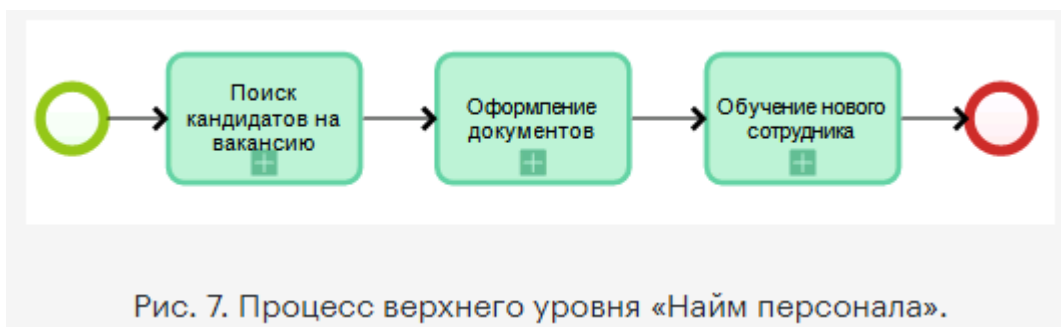 Поиск
кандидатов на
вакансию
Оформление
документов
Обучение нового
сотрудника
Рис. 7. Процесс верхнего уровня «Найм персонала».